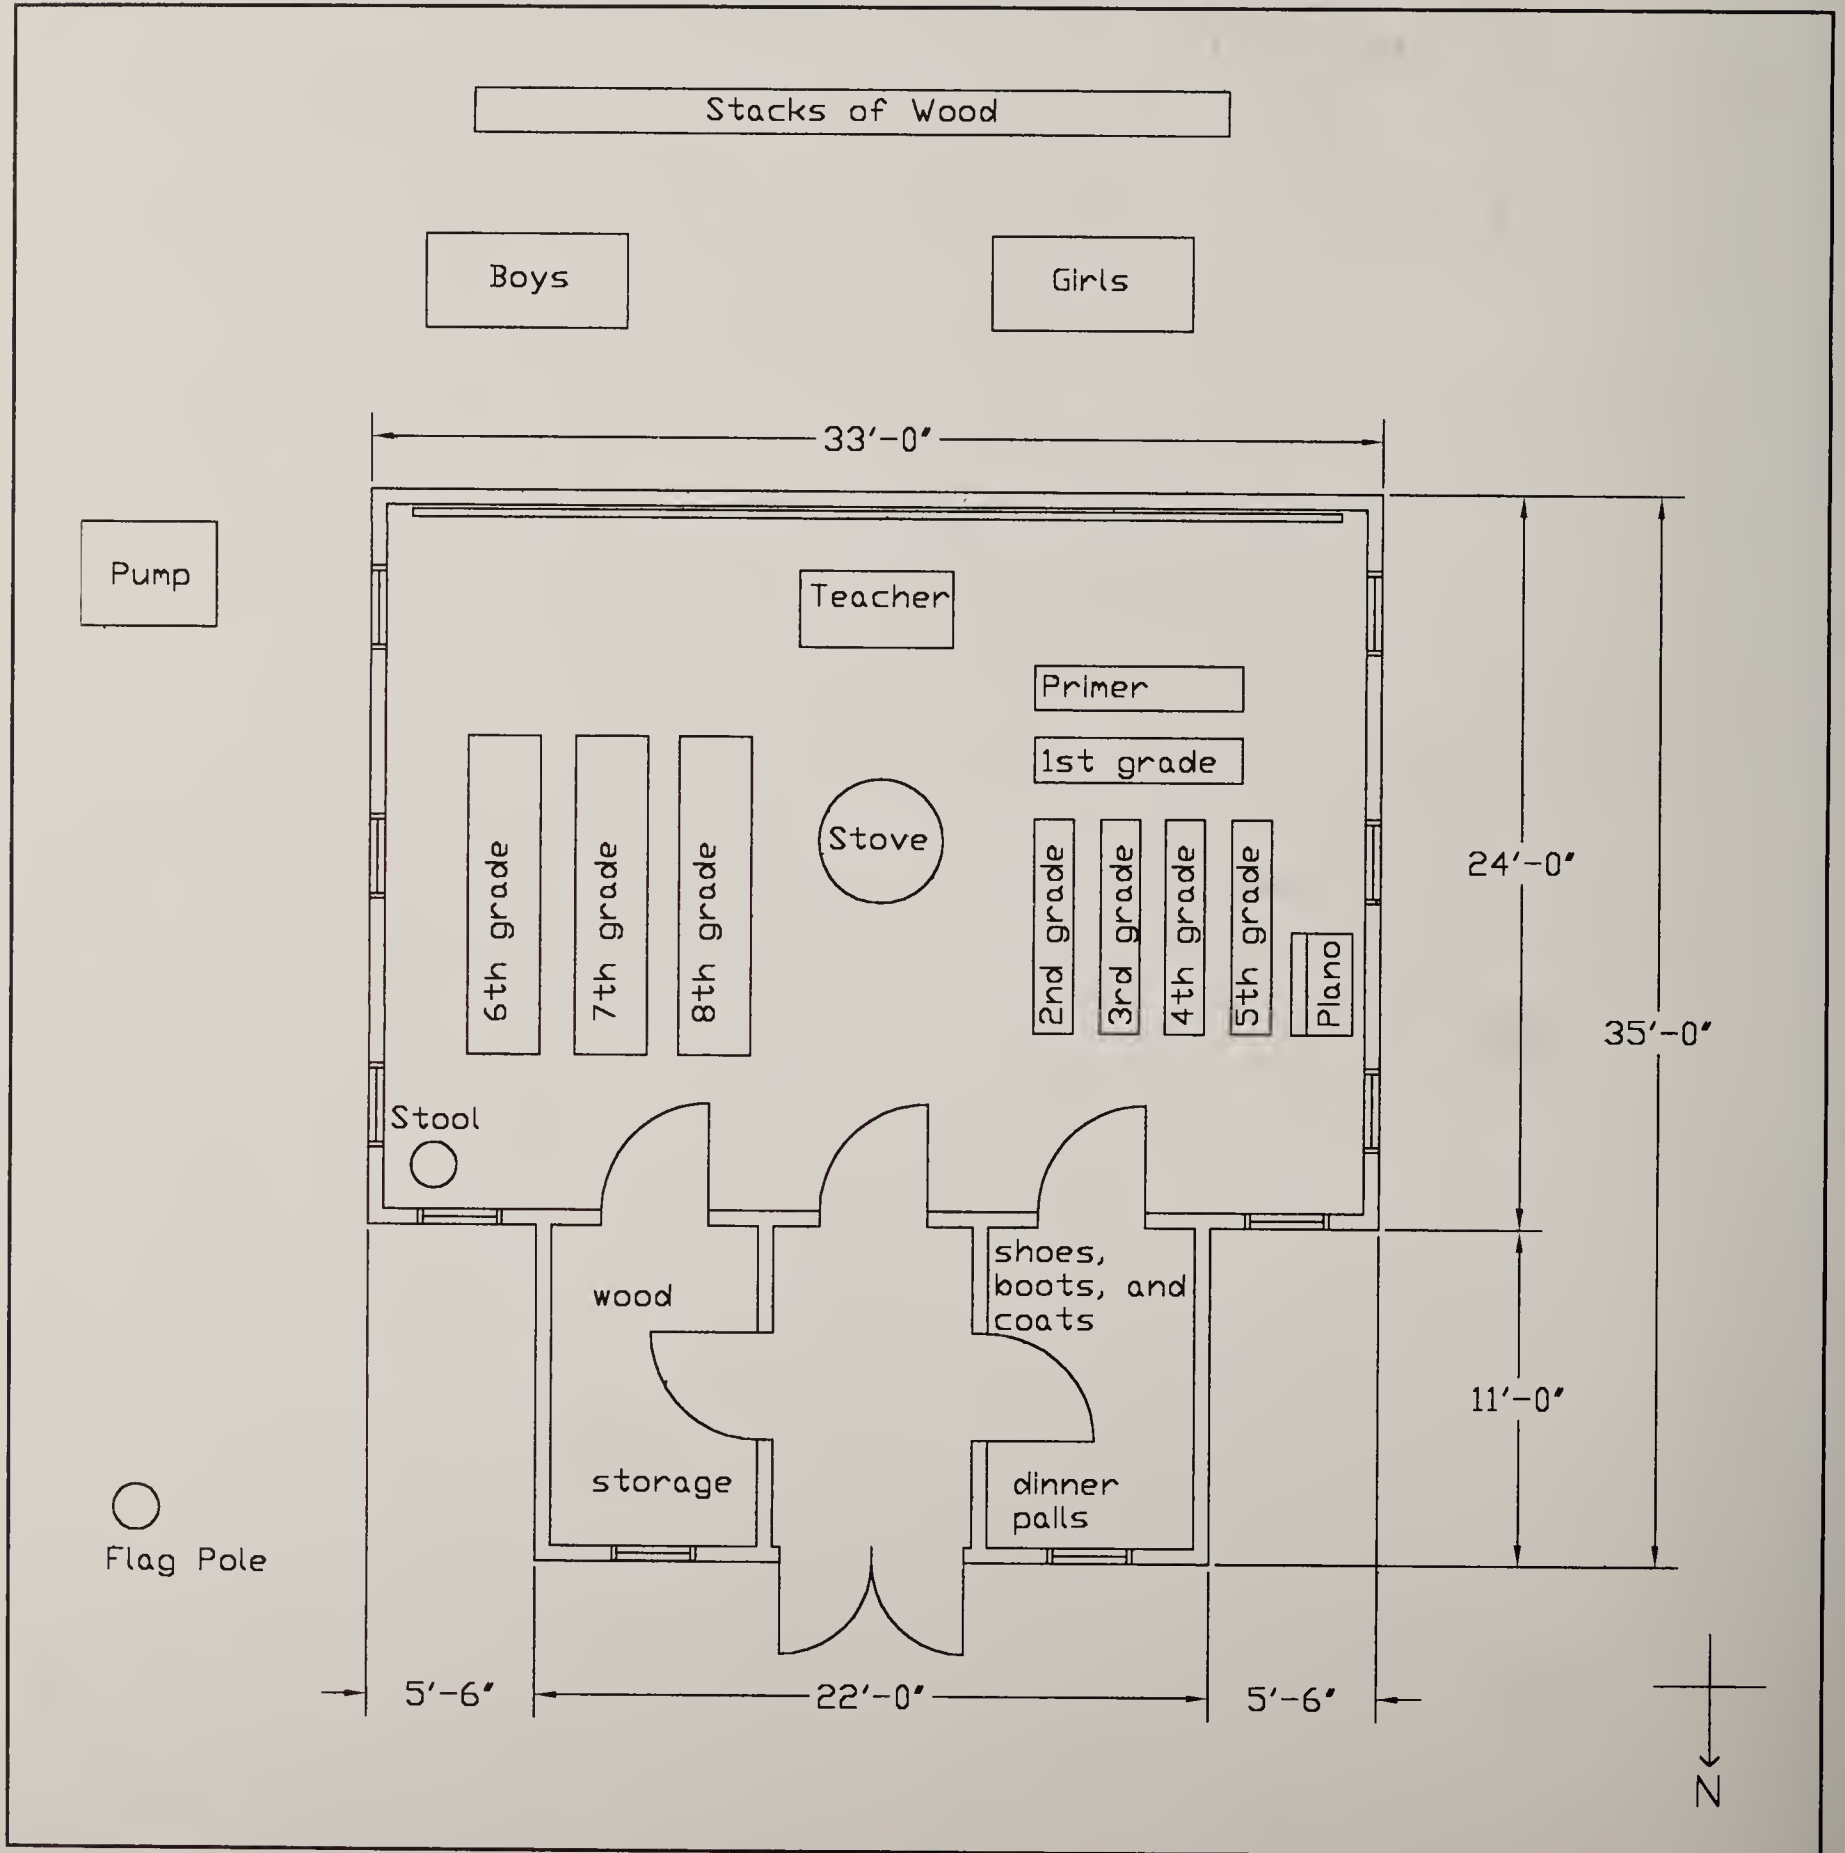 Stacks of Wood
Boys
Girls
33'-0"
Pump
Teacher
Primer
1st grade
6th grade
7th grade
8th grade
Stove
2nd grade
3rd grade
4th grade
5th grade
Piano
24'-0"
35'-0"
Stool
wood
shoes,
boots, and
coats
11'-0"
storage
dinner
pails
Flag Pole
5'-6"
22'-0"
5'-6"
N